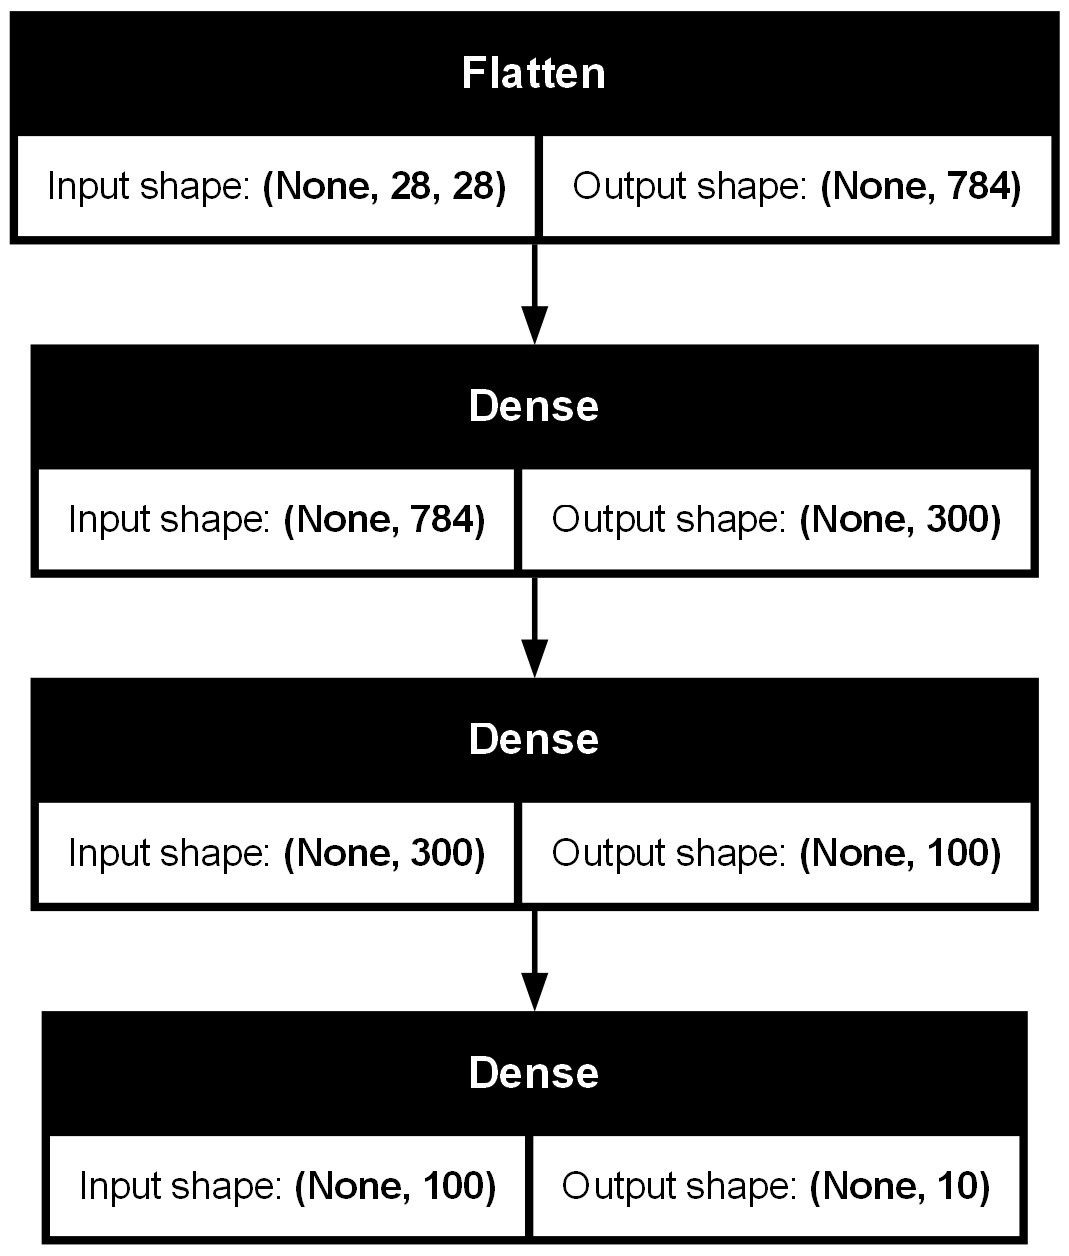 Flatten
Input shape: (None, 28, 28) Output shape: (None, 784)
Dense
Input shape: (None, 784) Output shape: (None, 300)
Dense
Input shape: (None, 300) Output shape: (None, 100)
Dense
Input shape: (None, 100) Output shape: (None, 10)